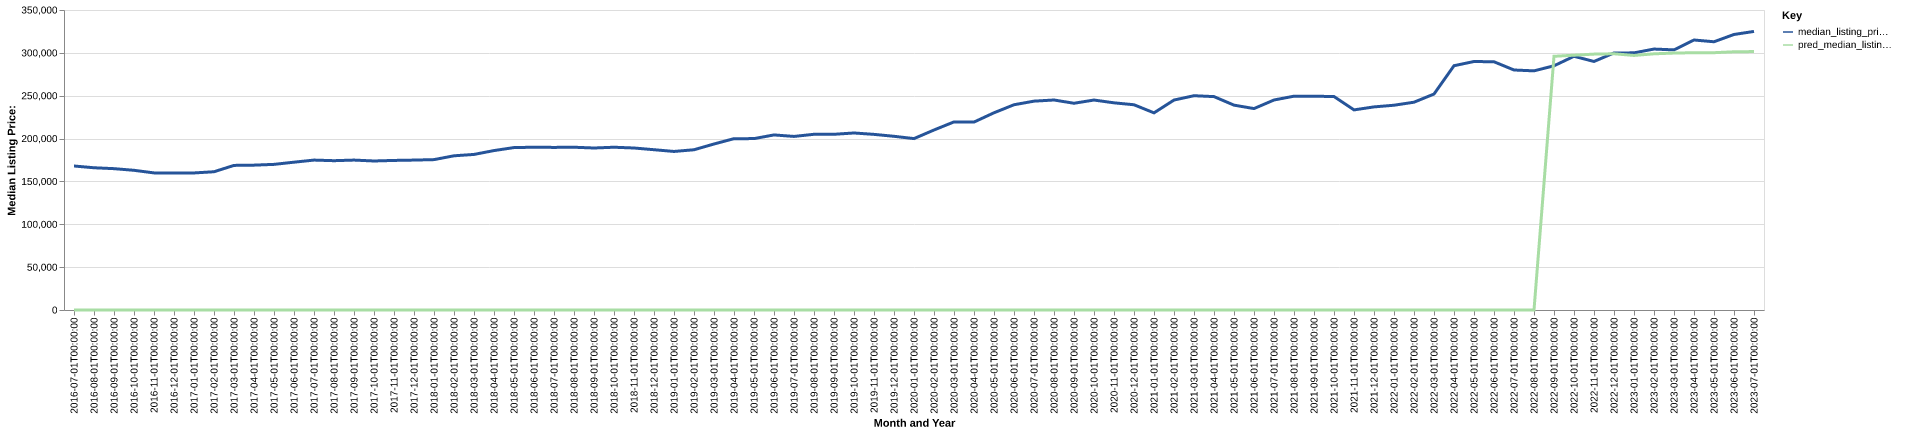 350,000
300,000
250,000
200,000
150,000
100,000
50,000
0
Median Listing Price:
2016-07-01T00:00:00
2016-08-01T00:00:00
2016-09-01T00:00:00
2016-10-01T00:00:00
2016-11-01T00:00:00
2016-12-01T00:00:00
2017-01-01T00:00:00
2017-02-01T00:00:00
2017-03-01T00:00:00
2017-04-01T00:00:00
2017-05-01T00:00:00
2017-06-01T00:00:00
2017-07-01T00:00:00
2017-08-01T00:00:00
2017-09-01T00:00:00
2017-10-01T00:00:00
2017-11-01T00:00:00
2017-12-01T00:00:00
2018-01-01T00:00:00
2018-02-01T00:00:00
2018-03-01T00:00:00
2018-04-01T00:00:00
2018-05-01T00:00:00
2018-06-01T00:00:00
2018-07-01T00:00:00
2018-08-01T00:00:00
2018-09-01T00:00:00
2018-10-01T00:00:00
2018-11-01T00:00:00
2018-12-01T00:00:00
2019-01-01T00:00:00
2019-02-01T00:00:00
2019-03-01T00:00:00
2019-04-01T00:00:00
2019-05-01T00:00:00
2019-06-01T00:00:00
2019-07-01T00:00:00
2019-08-01T00:00:00
2019-09-01T00:00:00
2019-10-01T00:00:00
2019-11-01T00:00:00
2019-12-01T00:00:00
2020-01-01T00:00:00
2020-02-01T00:00:00
2020-03-01T00:00:00
2020-04-01T00:00:00
2020-05-01T00:00:00
2020-06-01T00:00:00
2020-07-01T00:00:00
2020-08-01T00:00:00
2020-09-01T00:00:00
2020-10-01T00:00:00
2020-11-01T00:00:00
2020-12-01T00:00:00
2021-01-01T00:00:00
2021-02-01T00:00:00
2021-03-01T00:00:00
2021-04-01T00:00:00
2021-05-01T00:00:00
2021-06-01T00:00:00
2021-07-01T00:00:00
2021-08-01T00:00:00
2021-09-01T00:00:00
2021-10-01T00:00:00
2021-11-01T00:00:00
2021-12-01T00:00:00
2022-01-01T00:00:00
2022-02-01T00:00:00
2022-03-01T00:00:00
2022-04-01T00:00:00
2022-05-01T00:00:00
2022-06-01T00:00:00
2022-07-01T00:00:00
2022-08-01T00:00:00
2022-09-01T00:00:00
2022-10-01T00:00:00
2022-11-01T00:00:00
2022-12-01T00:00:00
2023-01-01T00:00:00
2023-02-01T00:00:00
2023-03-01T00:00:00
2023-04-01T00:00:00
2023-05-01T00:00:00
2023-06-01T00:00:00
2023-07-01T00:00:00
Month and Year
Key
median_listing_pri…
pred_median_listin…